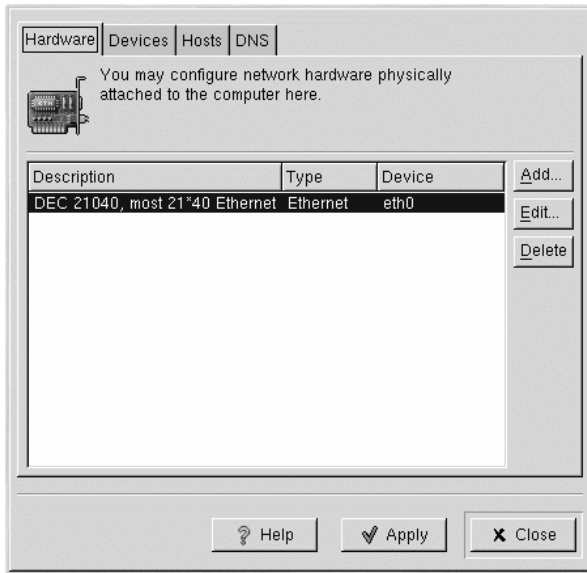 Hardware Devices Hosts DNS
You may configure network hardware physically
attached to the computer here.
Description Type Device Add...
DEC 21040, most 21*40 Ethernet Ethernet eth0
Edit...
Delete
Help Apply Close